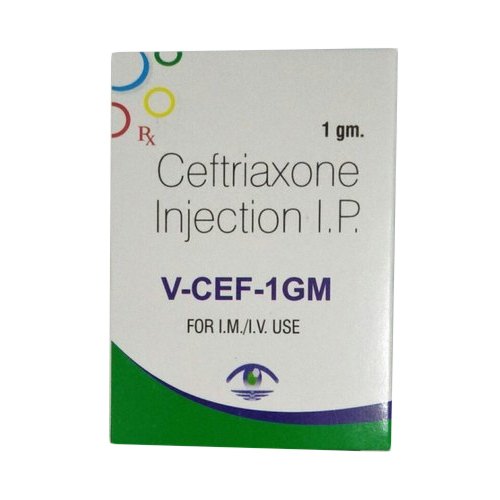 Rx
1 gm.
Ceftriaxone
Injection I.P.
V-CEF-1GM
FOR I.M./I.V. USE